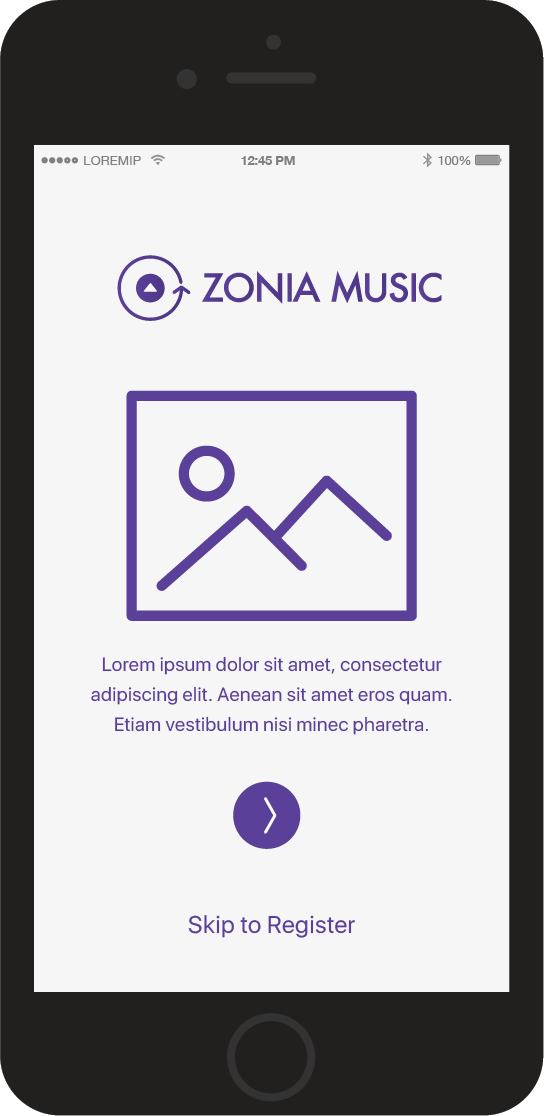 LOREMIP 12:45 PM 100%
ZONIA MUSIC
Lorem ipsum dolor sit amet, consectetur
adipiscing elit. Aenean sit amet eros quam.
Etiam vestibulum nisi minec pharetra.
Skip to Register